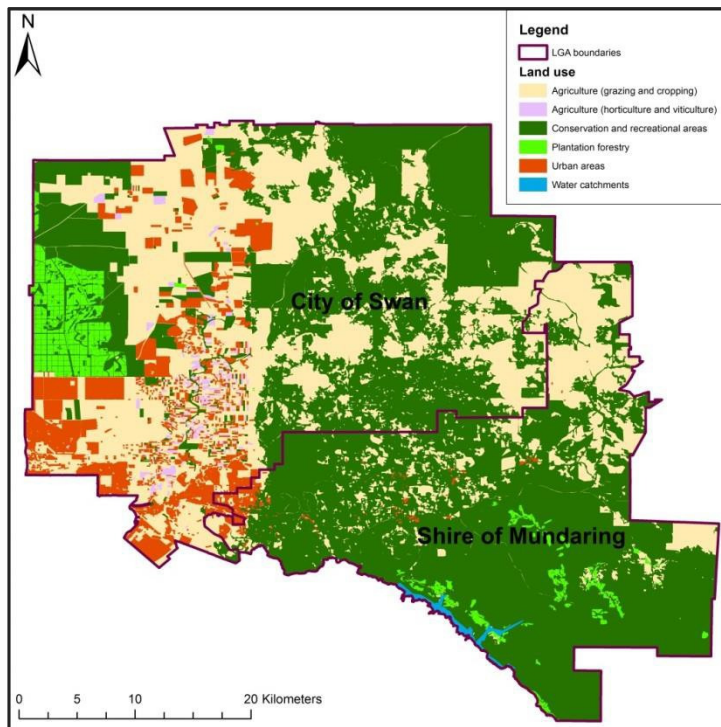 N
Legend
LGA boundaries
Land use
Agriculture (grazing and cropping)
Agriculture (horticulture and viticulture)
Conservation and recreational areas
Plantation forestry
Urban areas
Water catchments
City of Swan
Shire of Mundaring
0 5 10 20 Kilometers